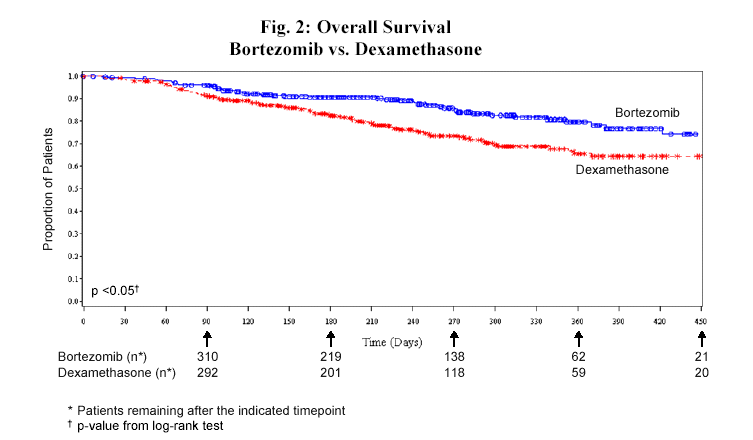 Fig. 2: Overall Survival
Bortezomib vs. Dexamethasone
Proportion of Patients
1.0
0.9
0.8
0.7
0.6
0.5
0.4
0.3
0.2
0.1
0.0
Bortezomib
Dexamethasone
p <0.05†
0 30 60 90 120 150 180 210 240 270 300 330 360 390 420 450
Time (Days)
Bortezomib (n*) 310 219 138 62 21
Dexamethasone (n*) 292 201 118 59 20
* Patients remaining after the indicated timepoint
† p-value from log-rank test